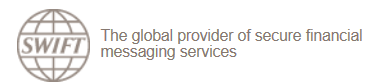 SWIFT
The global provider of secure financial
messaging services